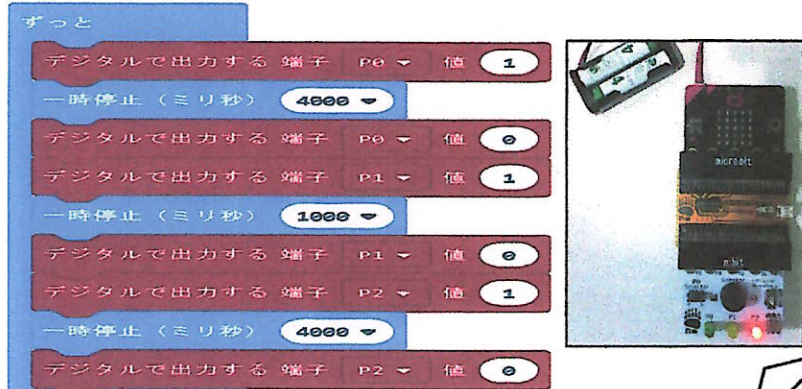 ずっと
デジタルで出力する 端子 P0 値 1
一時停止（ミリ秒） 4000
デジタルで出力する 端子 P0 値 0
デジタルで出力する 端子 P1 値 1
一時停止（ミリ秒） 1000
デジタルで出力する 端子 P1 値 0
デジタルで出力する 端子 P2 値 1
一時停止（ミリ秒） 4000
デジタルで出力する 端子 P2 値 0
micro:bit
n:bit
P0 P1 P2